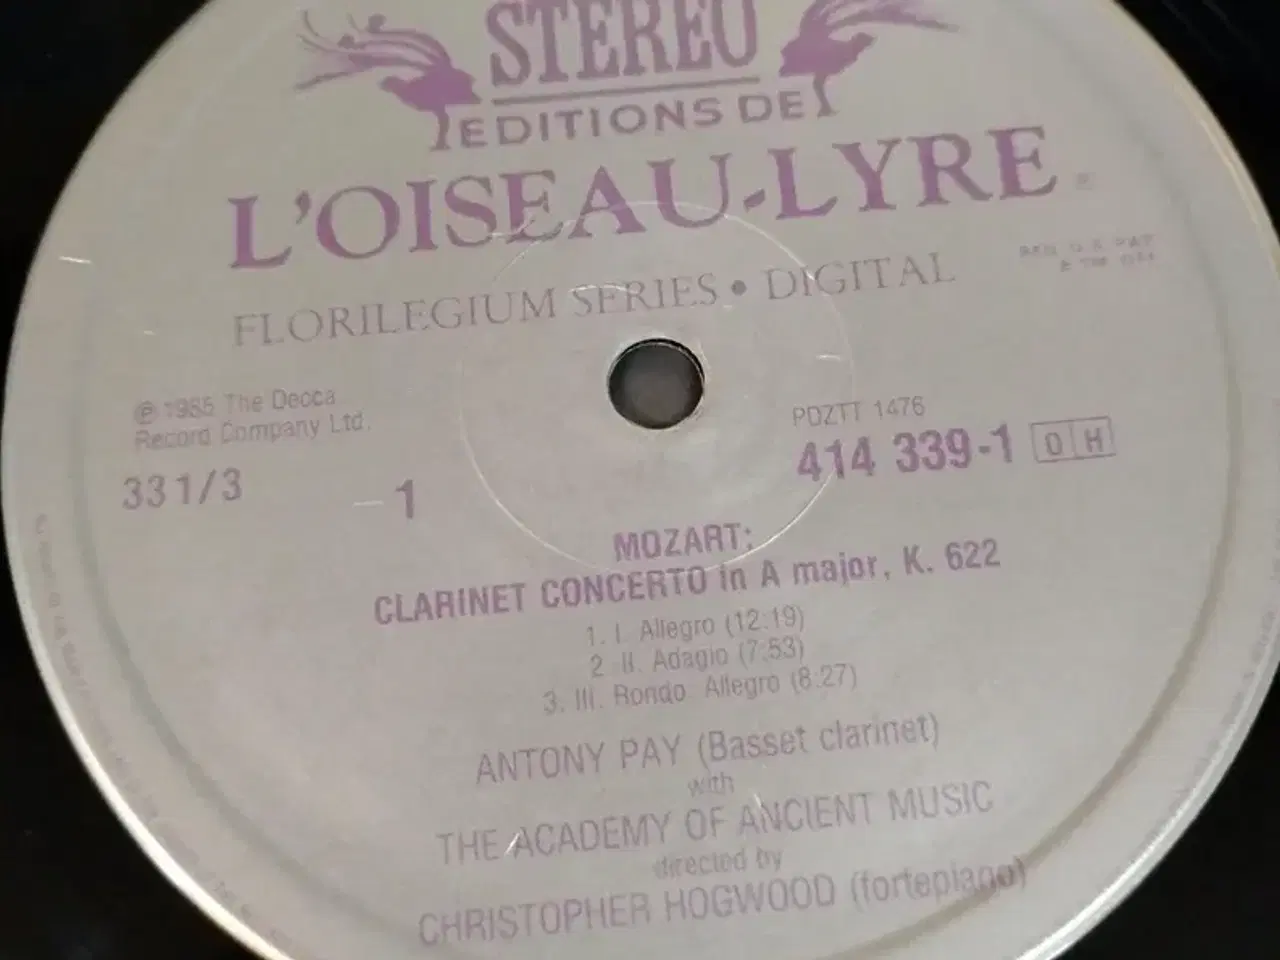 STEREO
EDITIONS DE
L'OISEAU-LYRE
FLORILEGIUM SERIES • DIGITAL
℗ 1985 The Decca
Record Company Ltd.
33 1/3
1
PDZTT 1476
414 339-1 O H
MOZART:
CLARINET CONCERTO in A major, K. 622
1. I. Allegro (12:19)
2 II. Adagio (7:53)
3. III. Rondo Allegro (8:27)
ANTONY PAY (Basset clarinet)
with
THE ACADEMY OF ANCIENT MUSIC
directed by
CHRISTOPHER HOGWOOD (fortepiano)